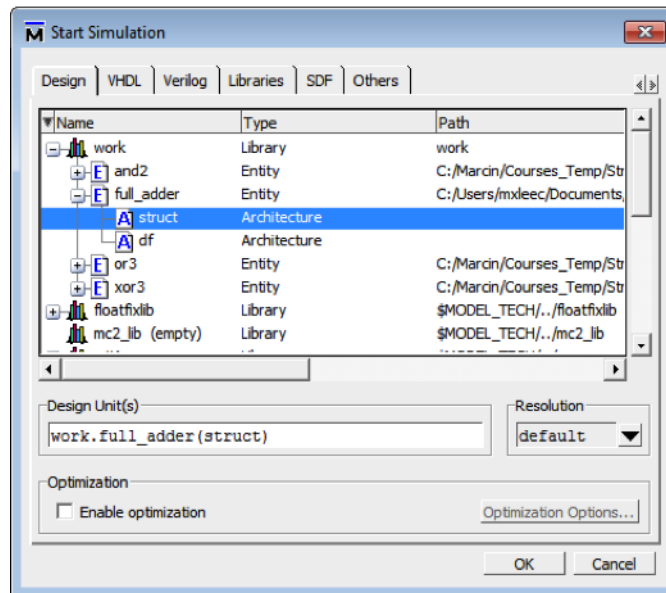 Start Simulation
Design VHDL Verilog Libraries SDF Others
Name Type Path
work Library work
E and2 Entity C:/Marcin/Courses_Temp/Str
E full_adder Entity C:/Users/mxleec/Documents,
A struct Architecture
A df Architecture
E or3 Entity C:/Marcin/Courses_Temp/Str
E xor3 Entity C:/Marcin/Courses_Temp/Str
floatfixlib Library $MODEL_TECH/../floatfixlib
mc2_lib (empty) Library $MODEL_TECH/../mc2_lib
Design Unit(s) Resolution
work.full_adder(struct) default
Optimization
Enable optimization Optimization Options...
OK Cancel